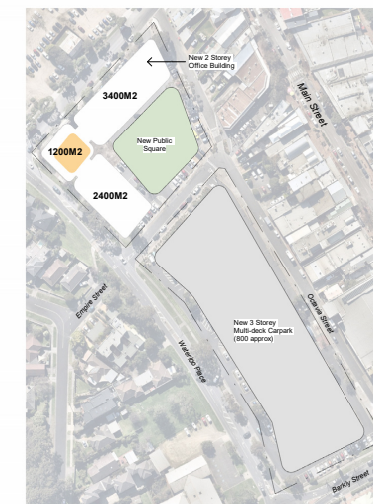 New 2 Storey
Office Building
3400M2
Main Street
New Public
Square
1200M2
2400M2
Empire Street
New 3 Storey
Multi-deck Carpark
(800 approx)
Octavia Street
Waterloo Place
Barkly Street